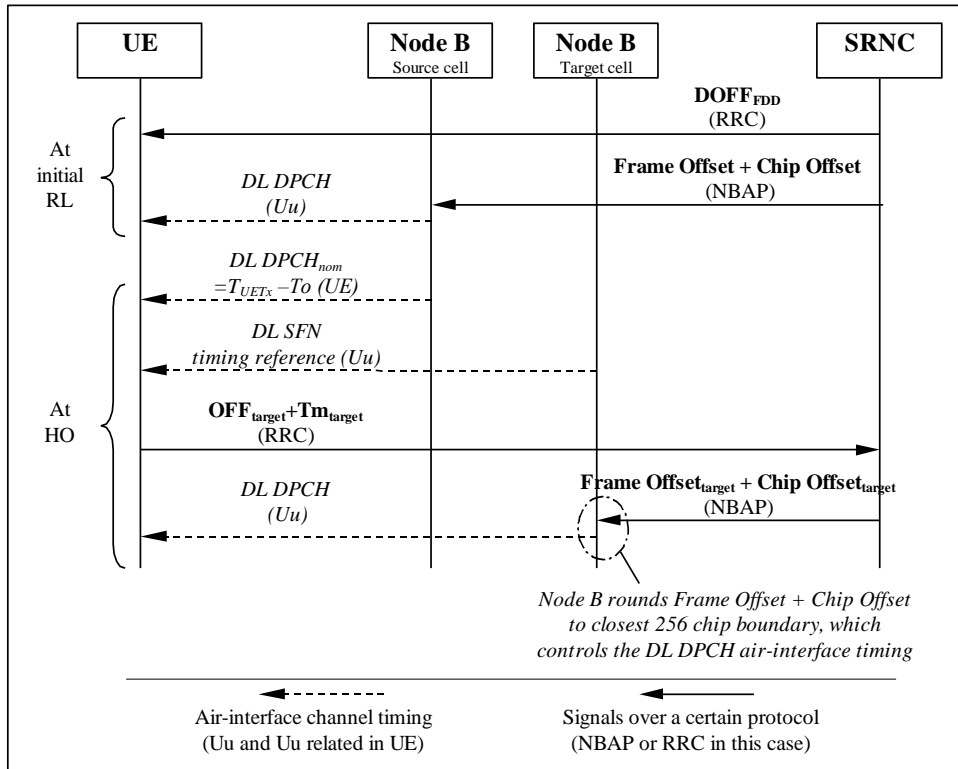 UE
Node B
Source cell
Node B
Target cell
SRNC
DOFF_FDD
(RRC)
At
initial
RL
Frame Offset + Chip Offset
(NBAP)
DL DPCH
(Uu)
DL DPCH_nom
=T_UETx –To (UE)
DL SFN
timing reference (Uu)
At
HO
OFF_target+Tm_target
(RRC)
Frame Offset_target + Chip Offset_target
(NBAP)
DL DPCH
(Uu)
Node B rounds Frame Offset + Chip Offset
to closest 256 chip boundary, which
controls the DL DPCH air-interface timing
Air-interface channel timing
(Uu and Uu related in UE)
Signals over a certain protocol
(NBAP or RRC in this case)